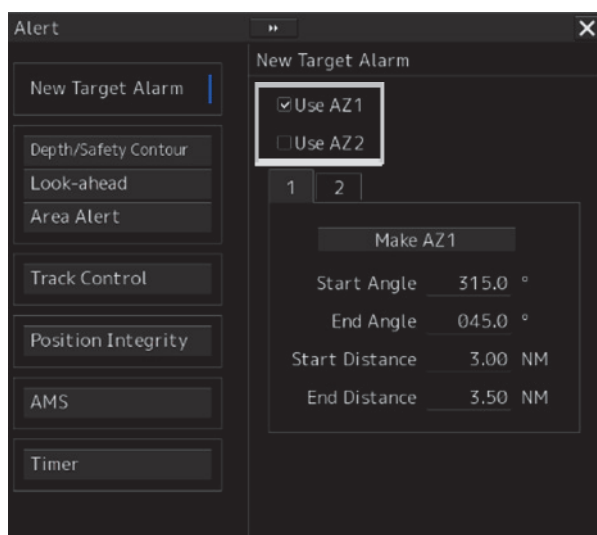 Alert
New Target Alarm
Depth/Safety Contour
Look-ahead
Area Alert
Track Control
Position Integrity
AMS
Timer
New Target Alarm
Use AZ1
Use AZ2
1 2
Make AZ1
Start Angle 315.0 °
End Angle 045.0 °
Start Distance 3.00 NM
End Distance 3.50 NM